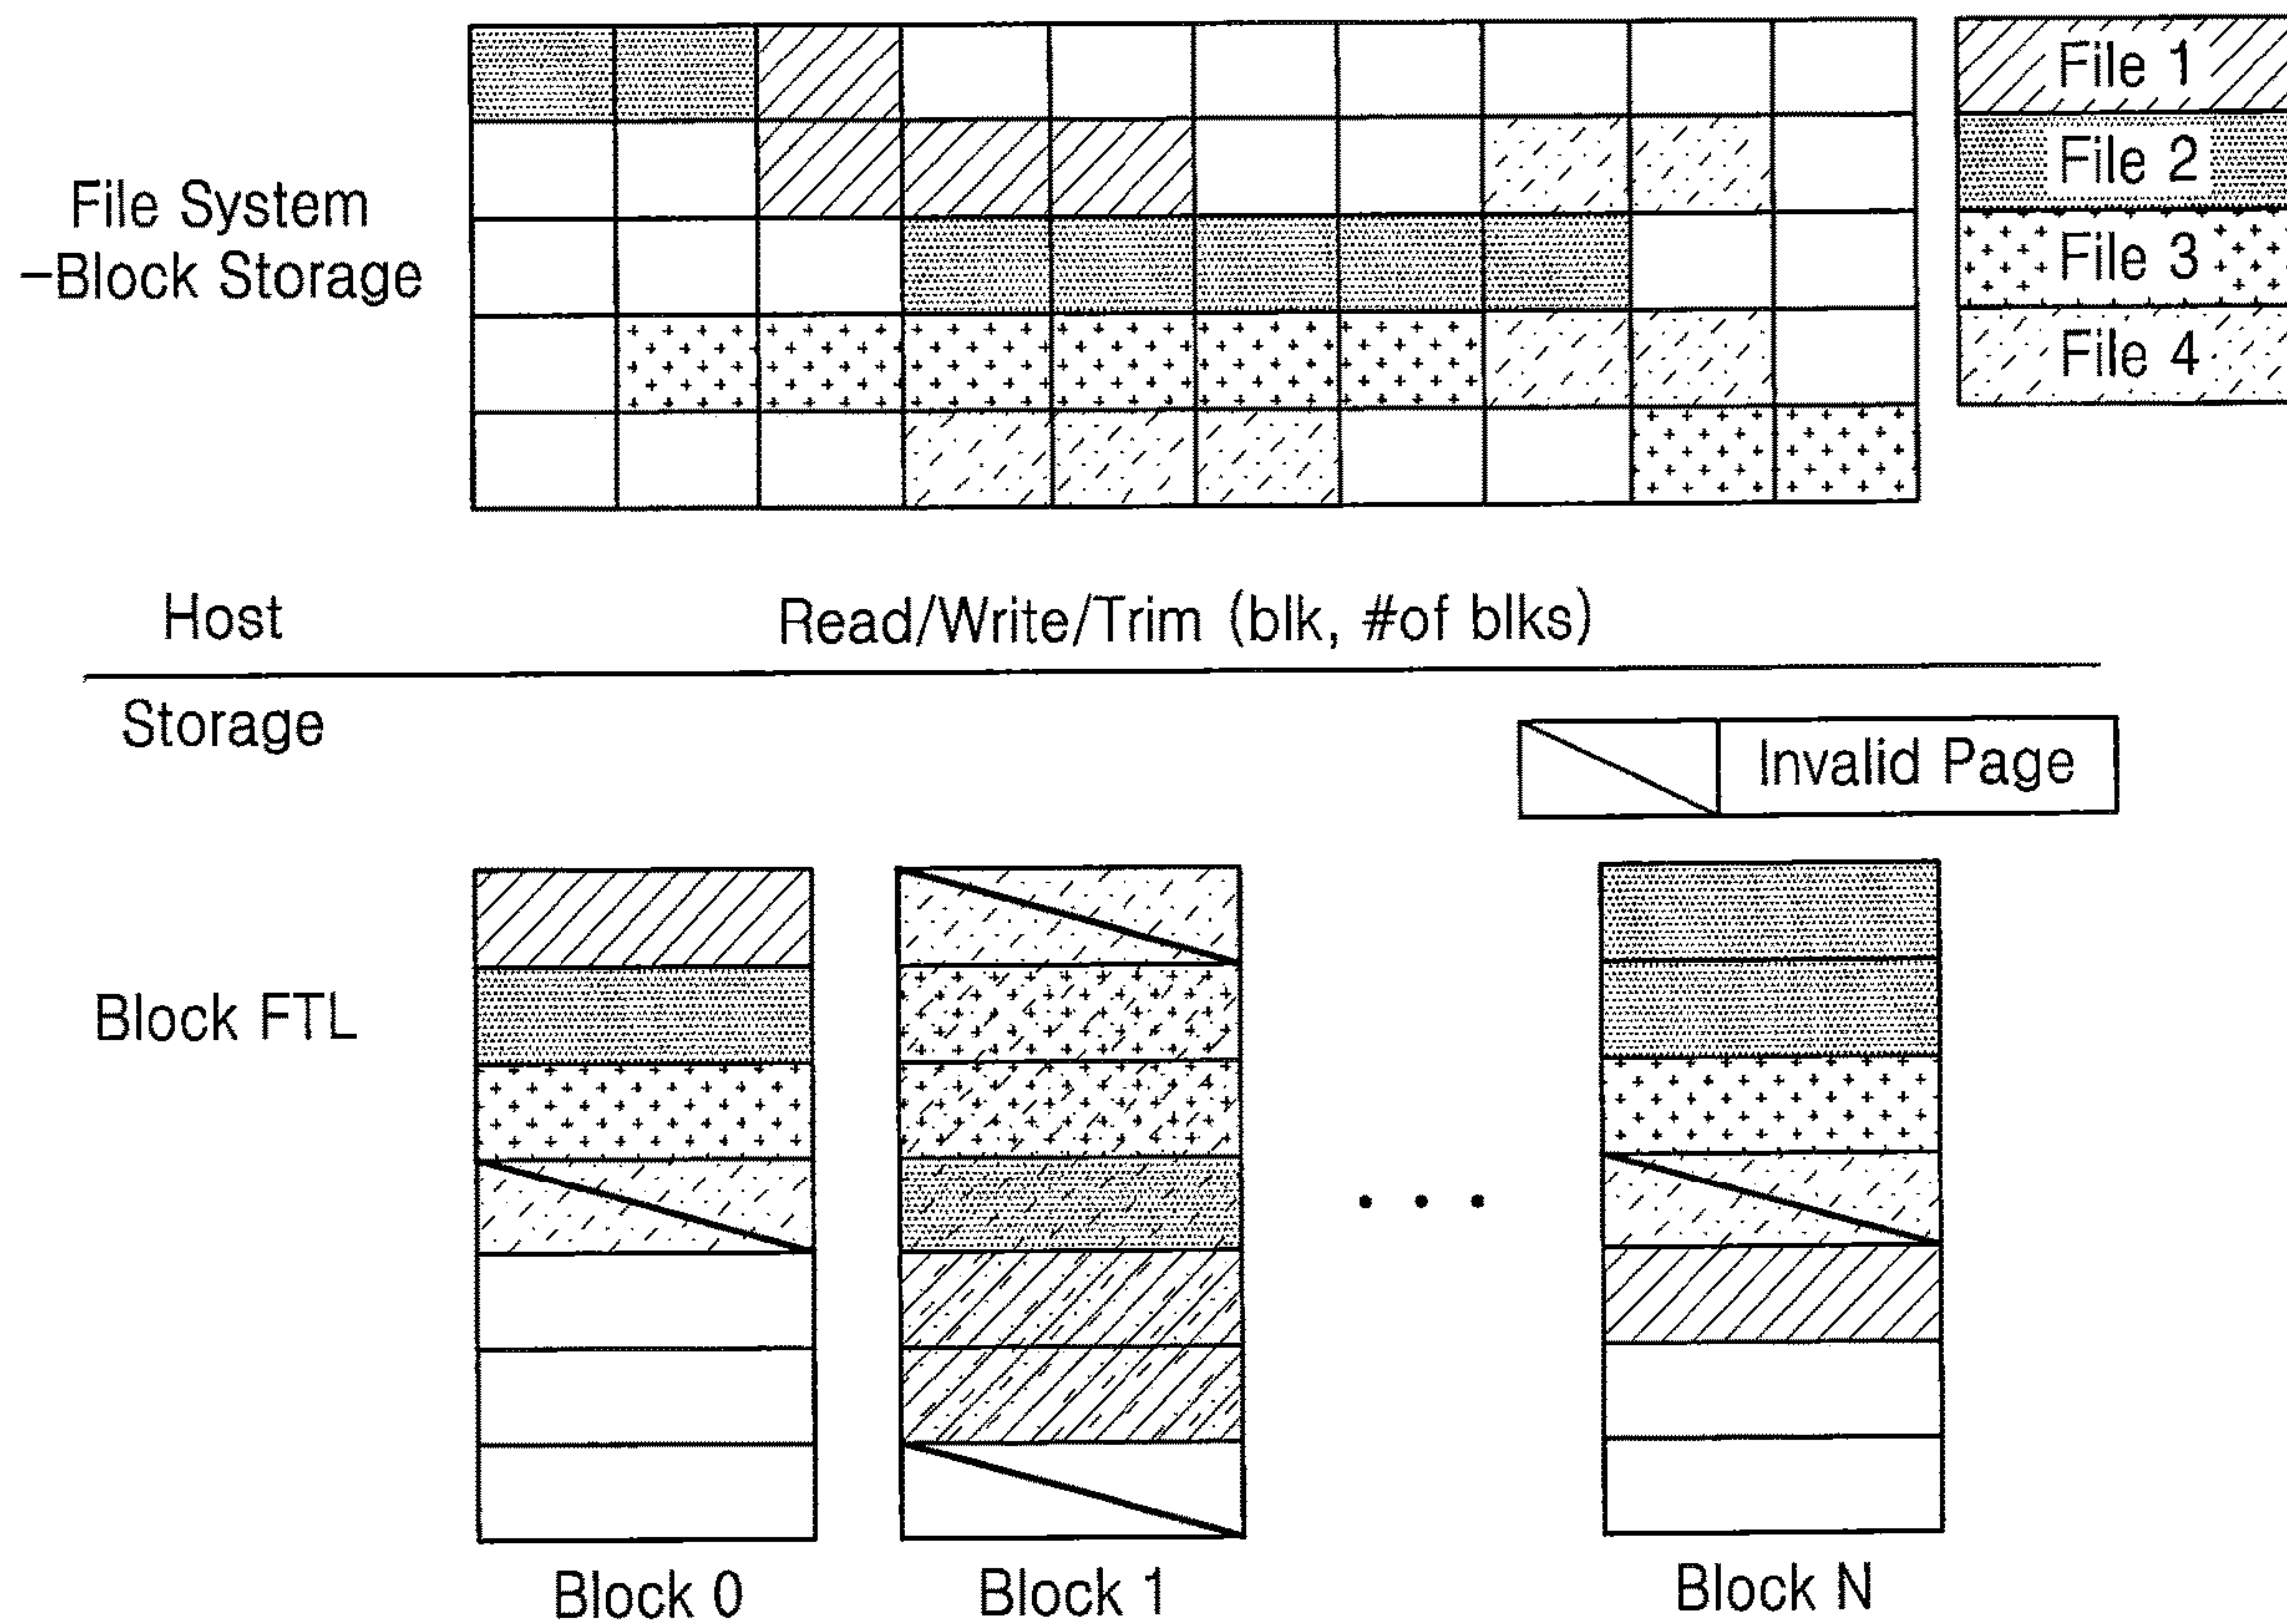 File System
-Block Storage
File 1
File 2
File 3
File 4
Host
Read/Write/Trim (blk, #of blks)
Storage
Invalid Page
Block FTL
Block 0
Block 1
. . .
Block N